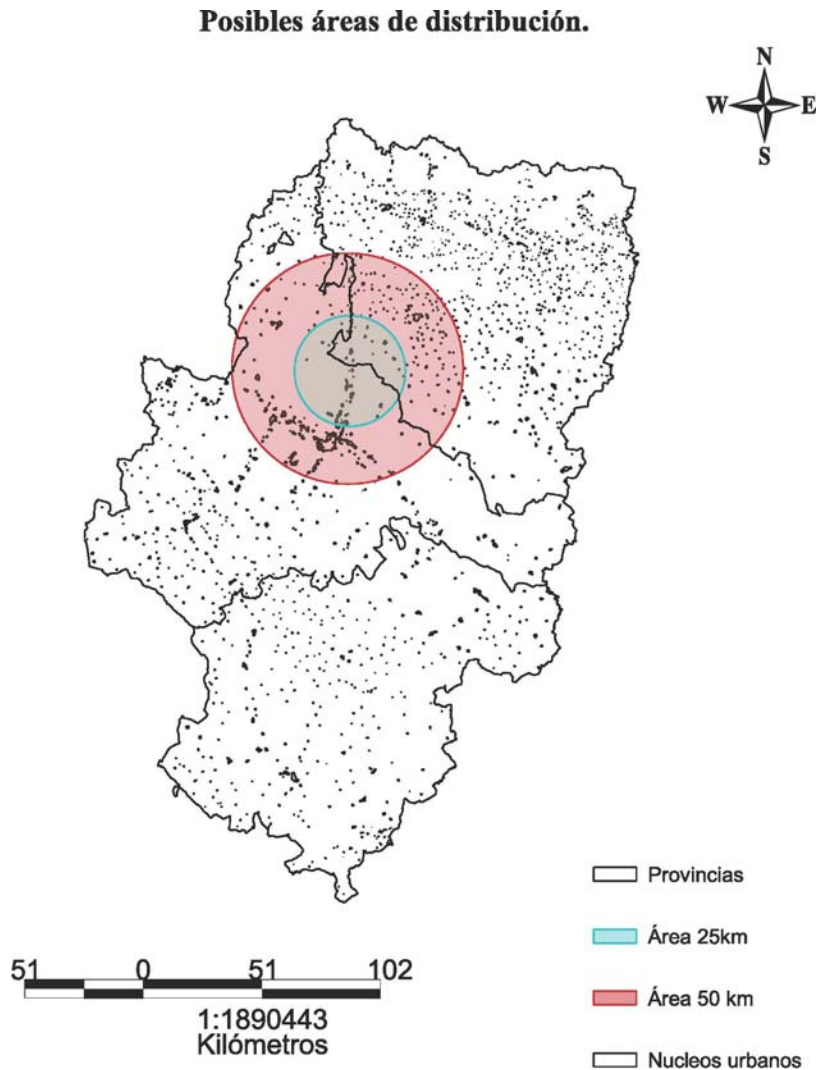 Posibles áreas de distribución.
N
W E
S
Provincias
Área 25km
Área 50 km
Nucleos urbanos
51 0 51 102
1:1890443
Kilómetros